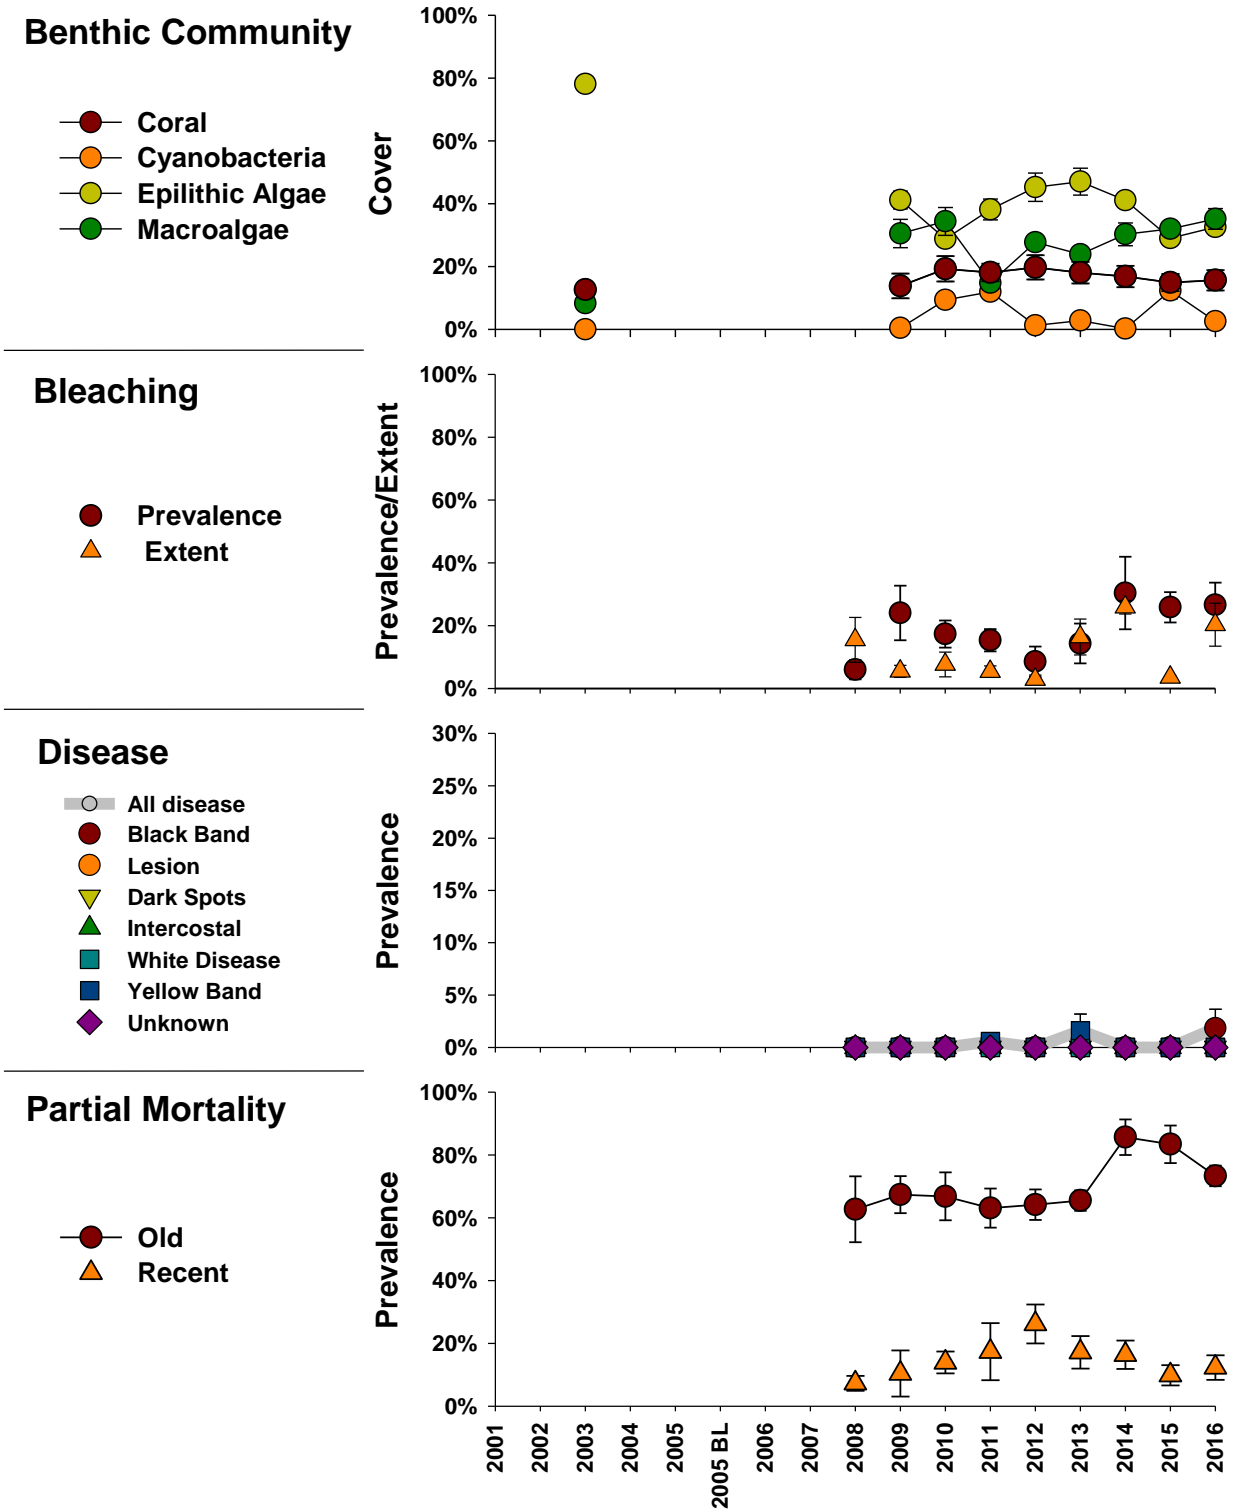 Benthic Community
Coral
Cyanobacteria
Epilithic Algae
Macroalgae
Cover
100%
80%
60%
40%
20%
0%
Bleaching
Prevalence
Extent
Prevalence/Extent
100%
80%
60%
40%
20%
0%
Disease
All disease
Black Band
Lesion
Dark Spots
Intercostal
White Disease
Yellow Band
Unknown
Prevalence
30%
25%
20%
15%
10%
5%
0%
Partial Mortality
Old
Recent
Prevalence
100%
80%
60%
40%
20%
0%
2001
2002
2003
2004
2005
2005 BL
2006
2007
2008
2009
2010
2011
2012
2013
2014
2015
2016